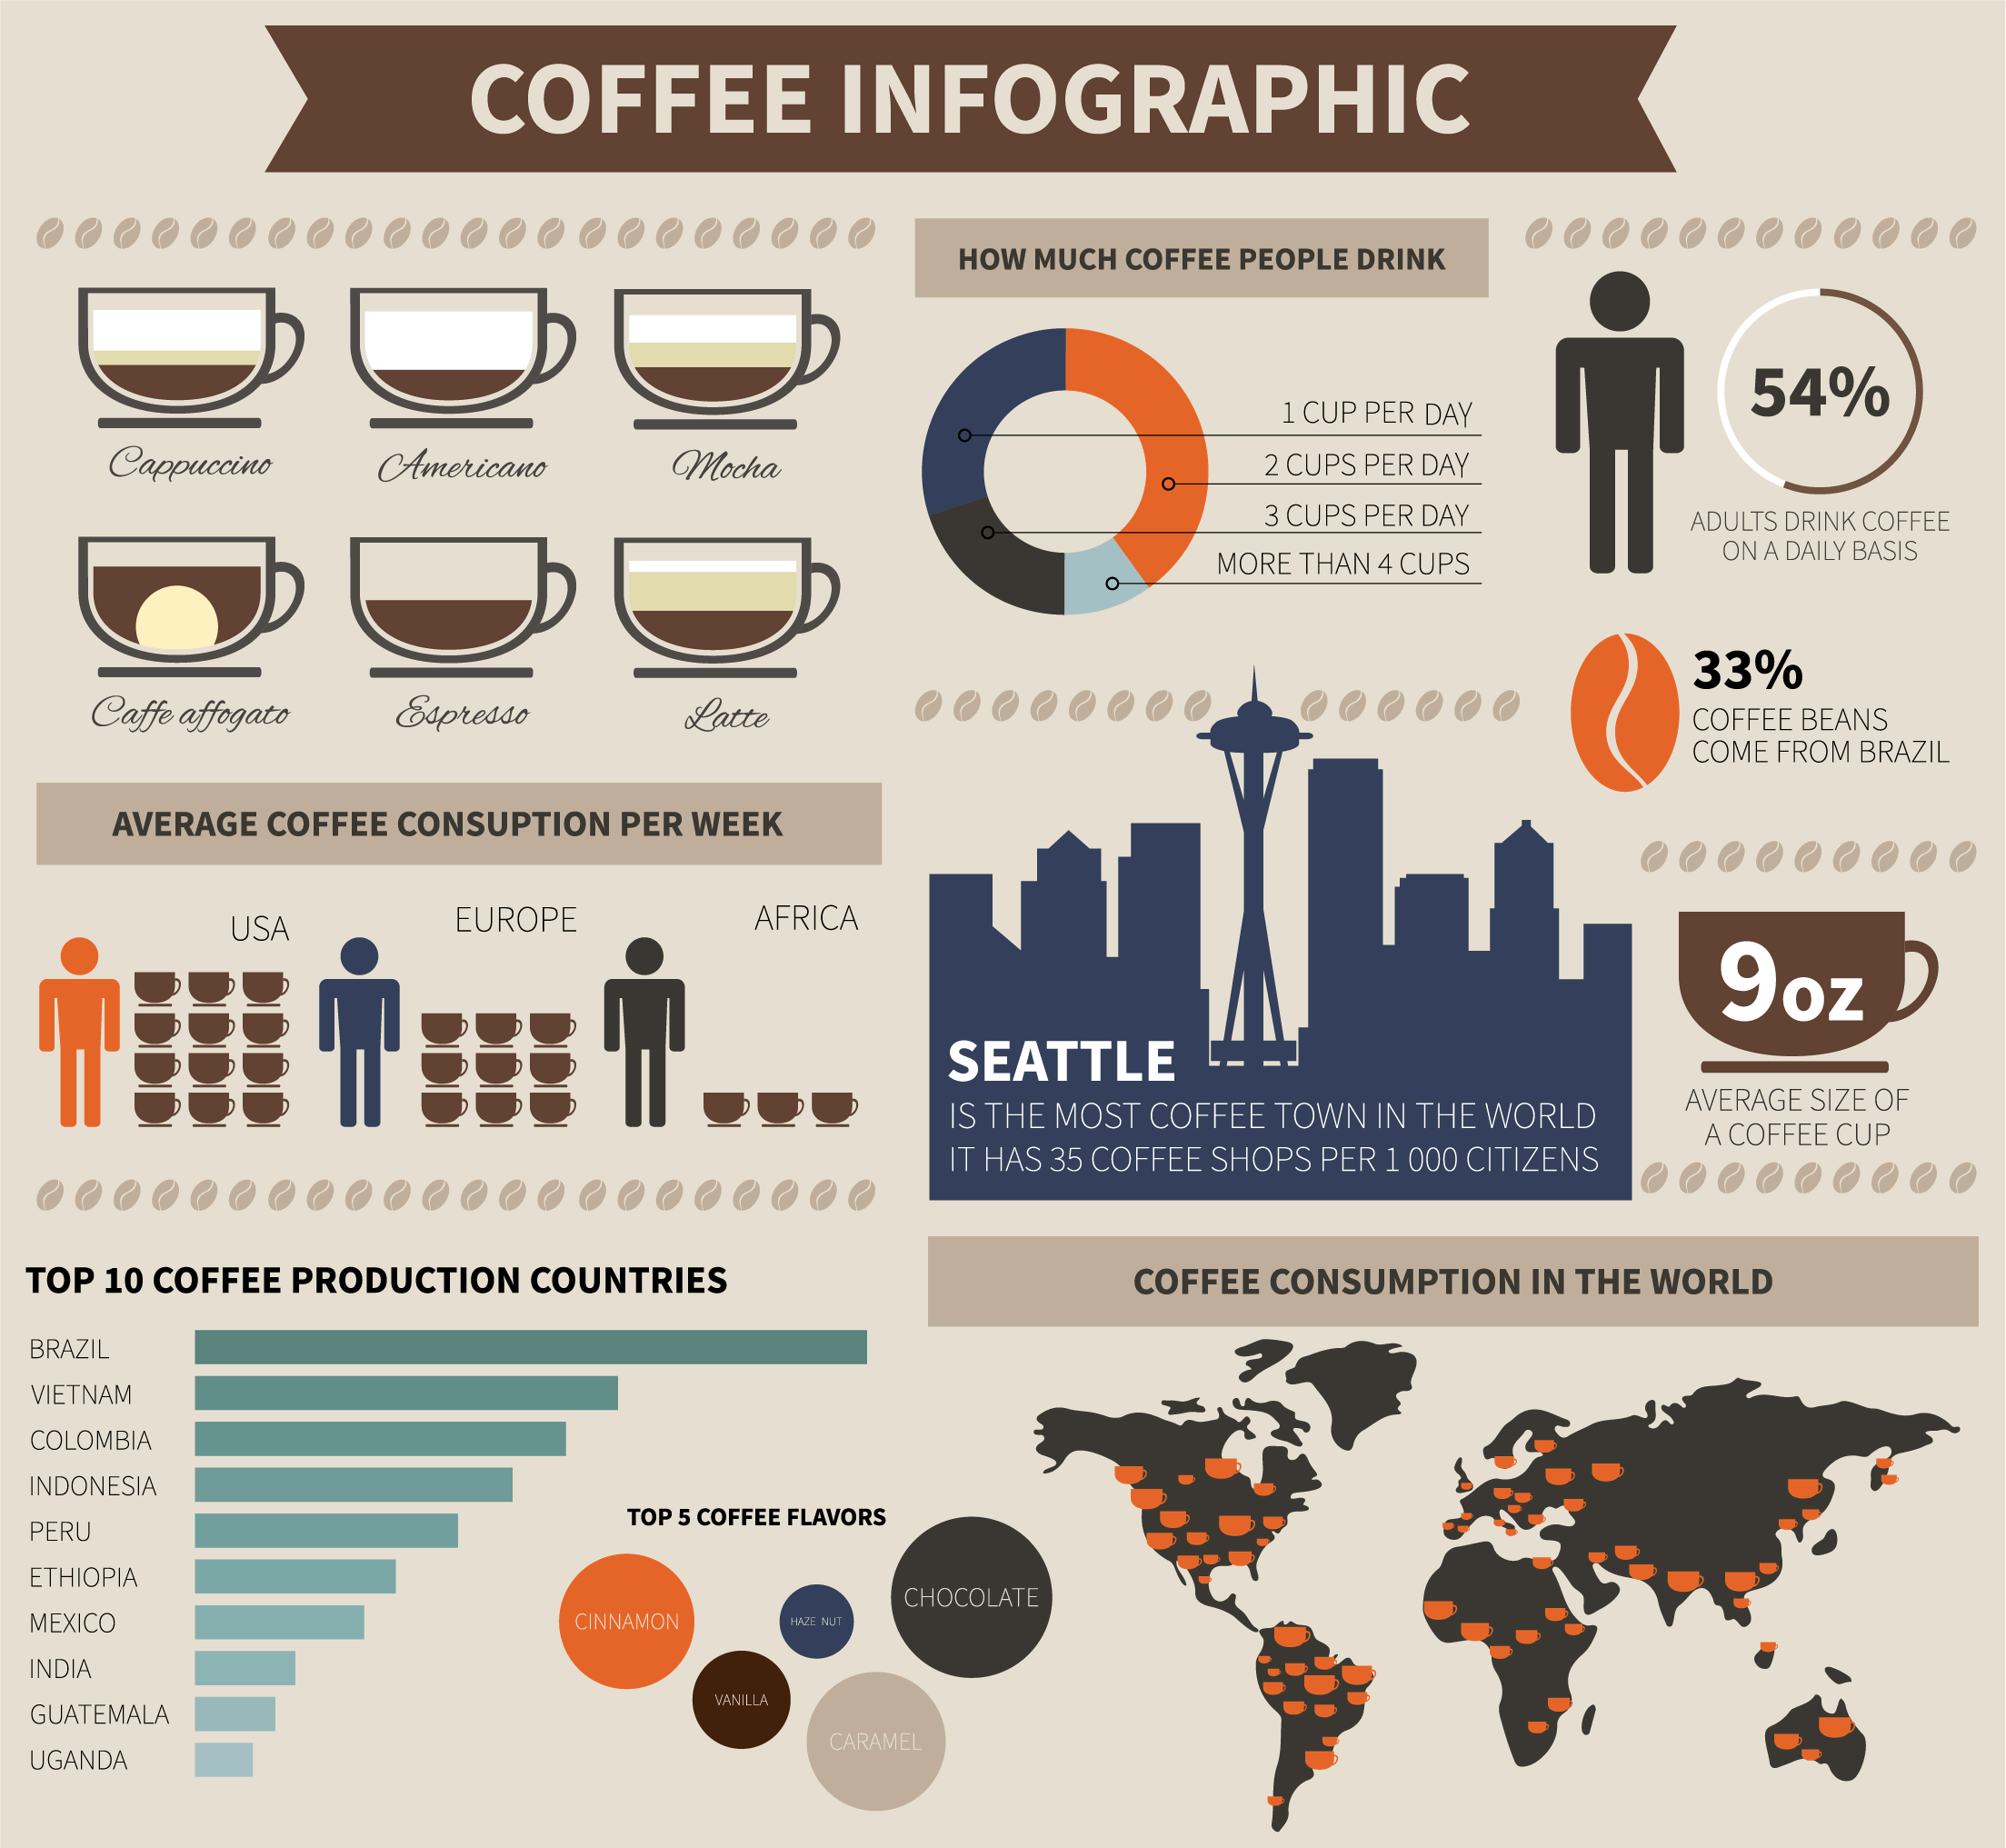 COFFEE INFOGRAPHIC
Cappuccino
Americano
Mocha
Caffe affogato
Espresso
Latte
HOW MUCH COFFEE PEOPLE DRINK
1 CUP PER DAY
2 CUPS PER DAY
3 CUPS PER DAY
MORE THAN 4 CUPS
54%
ADULTS DRINK COFFEE
ON A DAILY BASIS
33%
COFFEE BEANS
COME FROM BRAZIL
AVERAGE COFFEE CONSUPTION PER WEEK
USA
EUROPE
AFRICA
SEATTLE
IS THE MOST COFFEE TOWN IN THE WORLD
IT HAS 35 COFFEE SHOPS PER 1 000 CITIZENS
9oz
AVERAGE SIZE OF
A COFFEE CUP
TOP 10 COFFEE PRODUCTION COUNTRIES
BRAZIL
VIETNAM
COLOMBIA
INDONESIA
PERU
ETHIOPIA
MEXICO
INDIA
GUATEMALA
UGANDA
TOP 5 COFFEE FLAVORS
CINNAMON
HAZE NUT
CHOCOLATE
VANILLA
CARAMEL
COFFEE CONSUMPTION IN THE WORLD